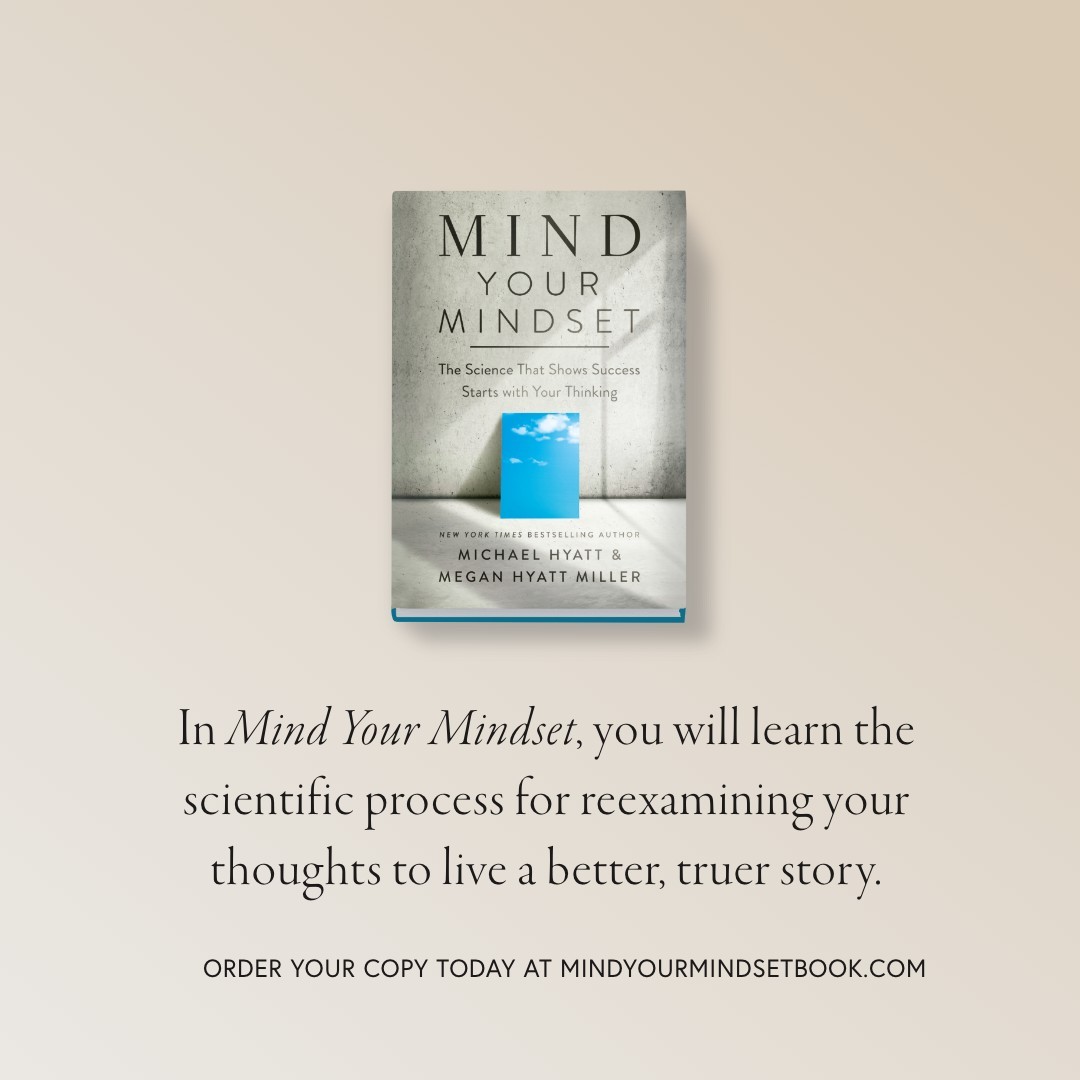 MIND
YOUR
MINDSET
The Science That Shows Success
Starts with Your Thinking
NEW YORK TIMES BESTSELLING AUTHOR
MICHAEL HYATT &
MEGAN HYATT MILLER
In Mind Your Mindset, you will learn the
scientific process for reexamining your
thoughts to live a better, truer story.
ORDER YOUR COPY TODAY AT MINDYOURMINDSETBOOK.COM